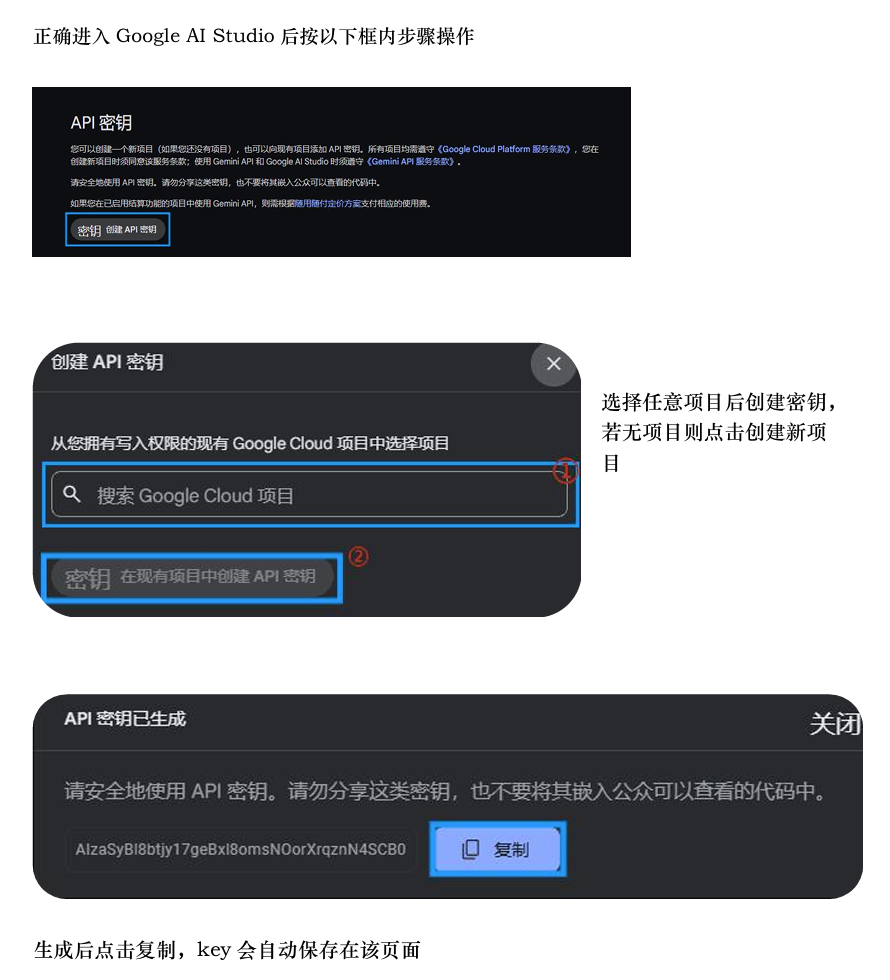 正确进入 Google AI Studio 后按以下框内步骤操作
API 密钥
您可以创建一个新项目（如果您还没有项目），也可以向现有项目添加 API 密钥。所有项目均需遵守《Google Cloud Platform 服务条款》，您在
创建新项目时须同意该服务条款；使用 Gemini API 和 Google AI Studio 时须遵守《Gemini API 服务条款》。
请安全地使用 API 密钥。请勿分享这类密钥，也不要将其嵌入公众可以查看的代码中。
如果您在已启用结算功能的项目中使用 Gemini API，则需根据随用随付定价方案支付相应的使用费。
密钥 创建 API 密钥
创建 API 密钥
从您拥有写入权限的现有 Google Cloud 项目中选择项目
①
搜索 Google Cloud 项目
②
密钥 在现有项目中创建 API 密钥
选择任意项目后创建密钥，
若无项目则点击创建新项
目
API 密钥已生成
关闭
请安全地使用 API 密钥。请勿分享这类密钥，也不要将其嵌入公众可以查看的代码中。
AIzaSyBl8btjy17geBxI8omsNOorXrqznN4SCB0
复制
生成后点击复制，key 会自动保存在该页面